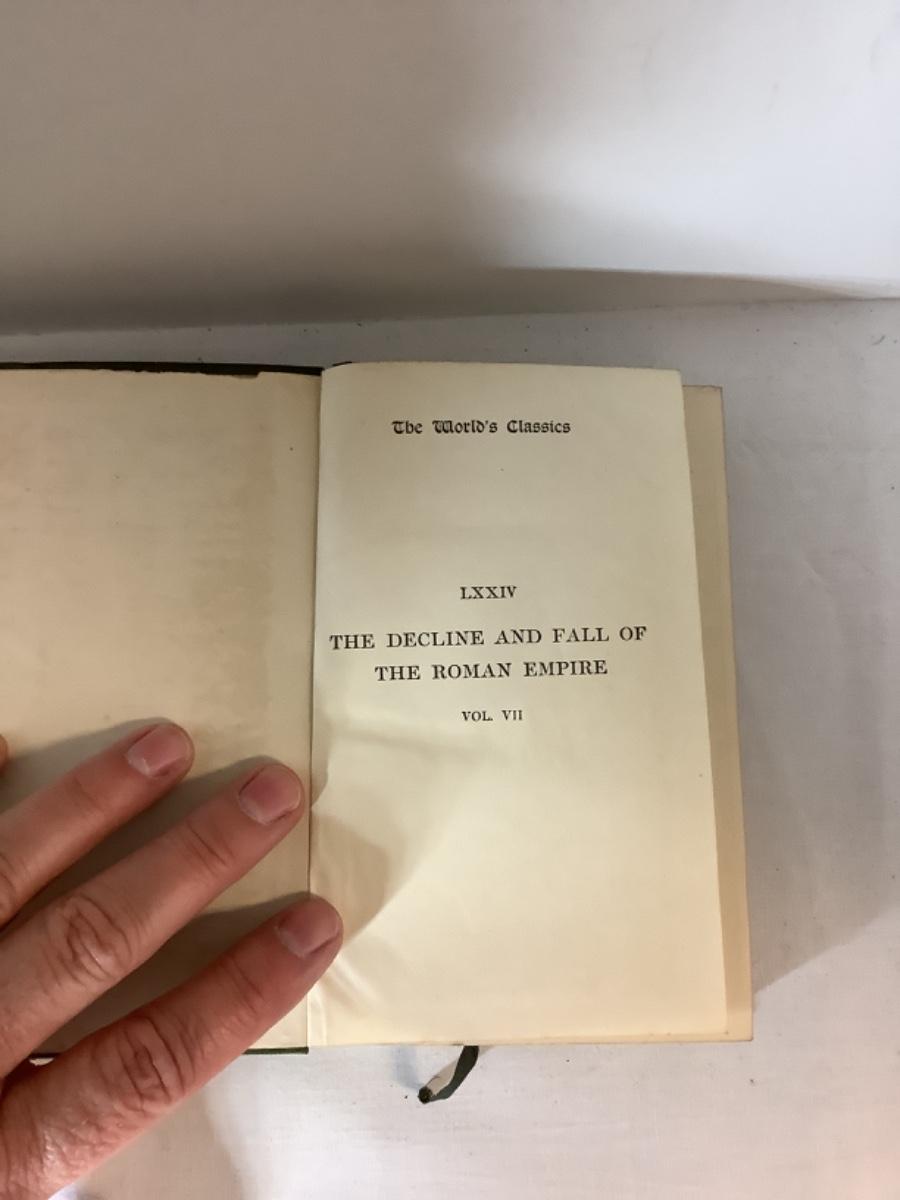 The World's Classics
LXXIV
THE DECLINE AND FALL OF
THE ROMAN EMPIRE
VOL. VII